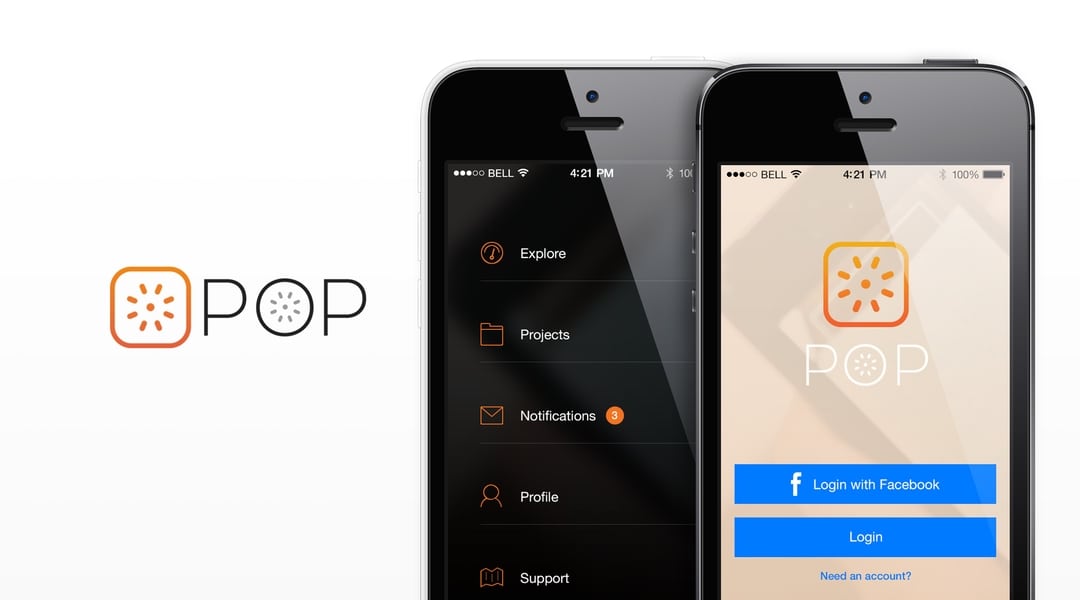 POP
BELL
4:21 PM
10
Explore
Projects
Notifications 3
Profile
Support
BELL
4:21 PM
100%
POP
f Login with Facebook
Login
Need an account?